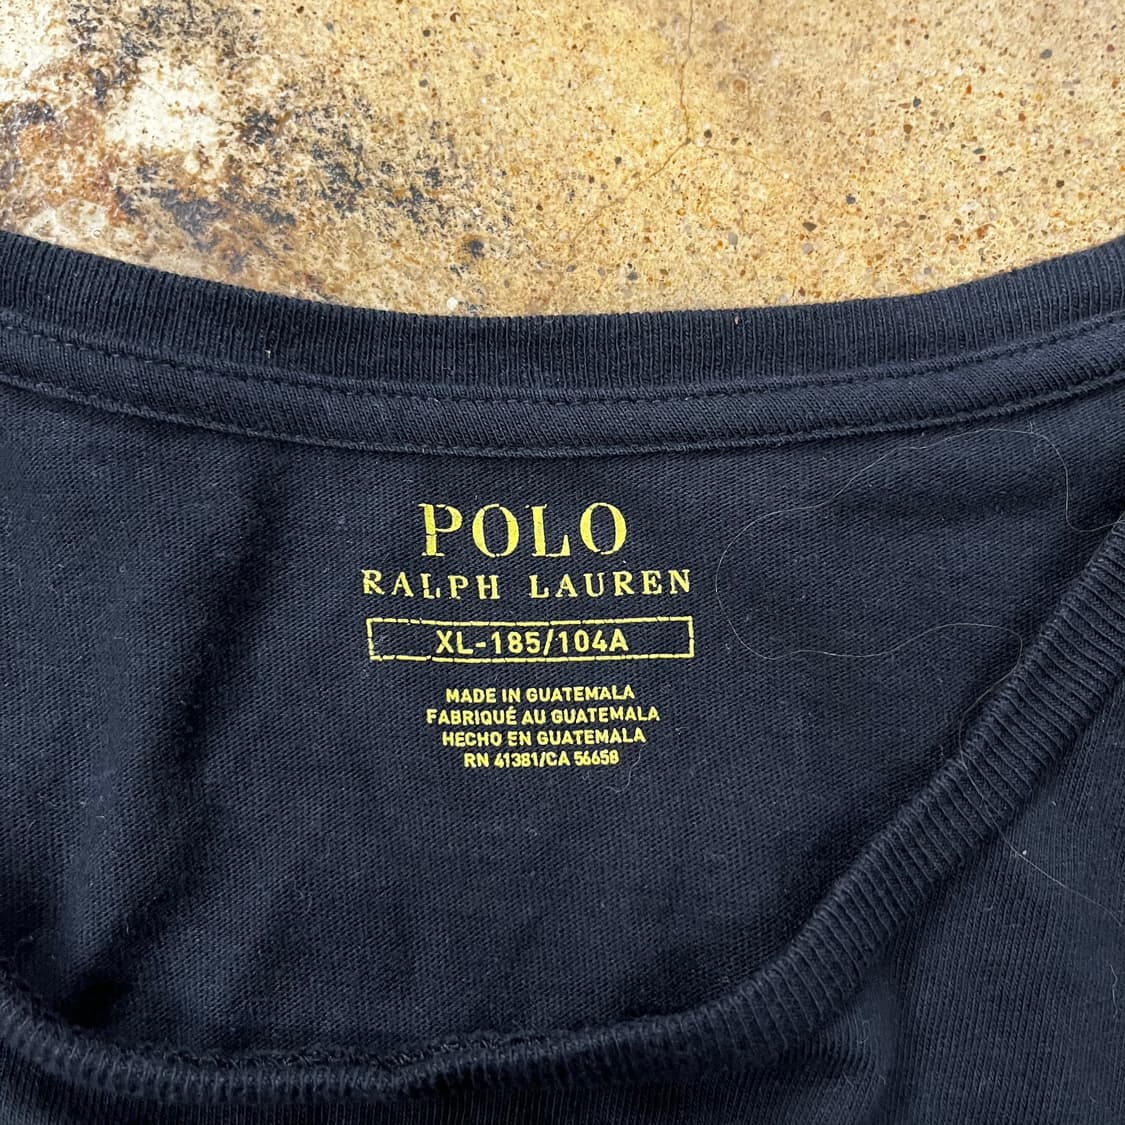 POLO
RALPH LAUREN
XL-185/104A
MADE IN GUATEMALA
FABRIQUÉ AU GUATEMALA
HECHO EN GUATEMALA
RN 41381/CA 56658